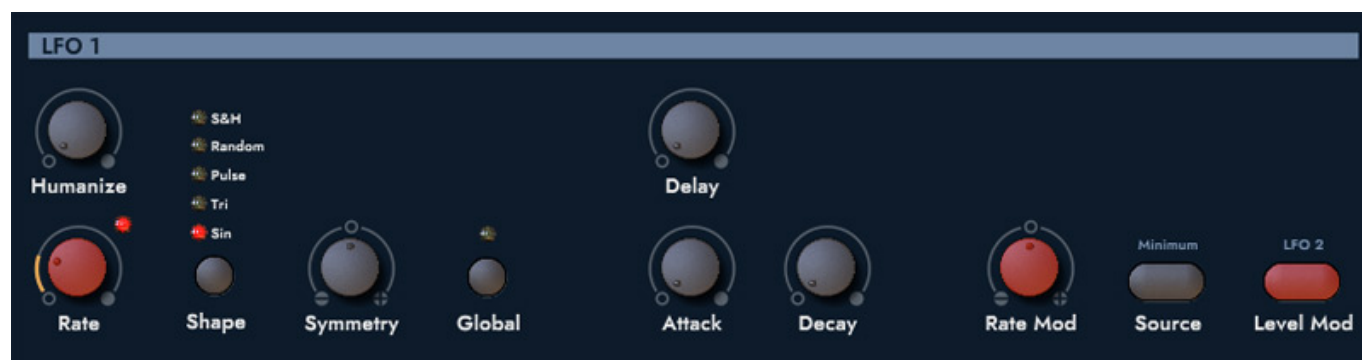 LFO 1
S&H
Random
Pulse
Tri
Sin
Humanize
Delay
Minimum
LFO 2
Rate
Shape
Symmetry
Global
Attack
Decay
Rate Mod
Source
Level Mod